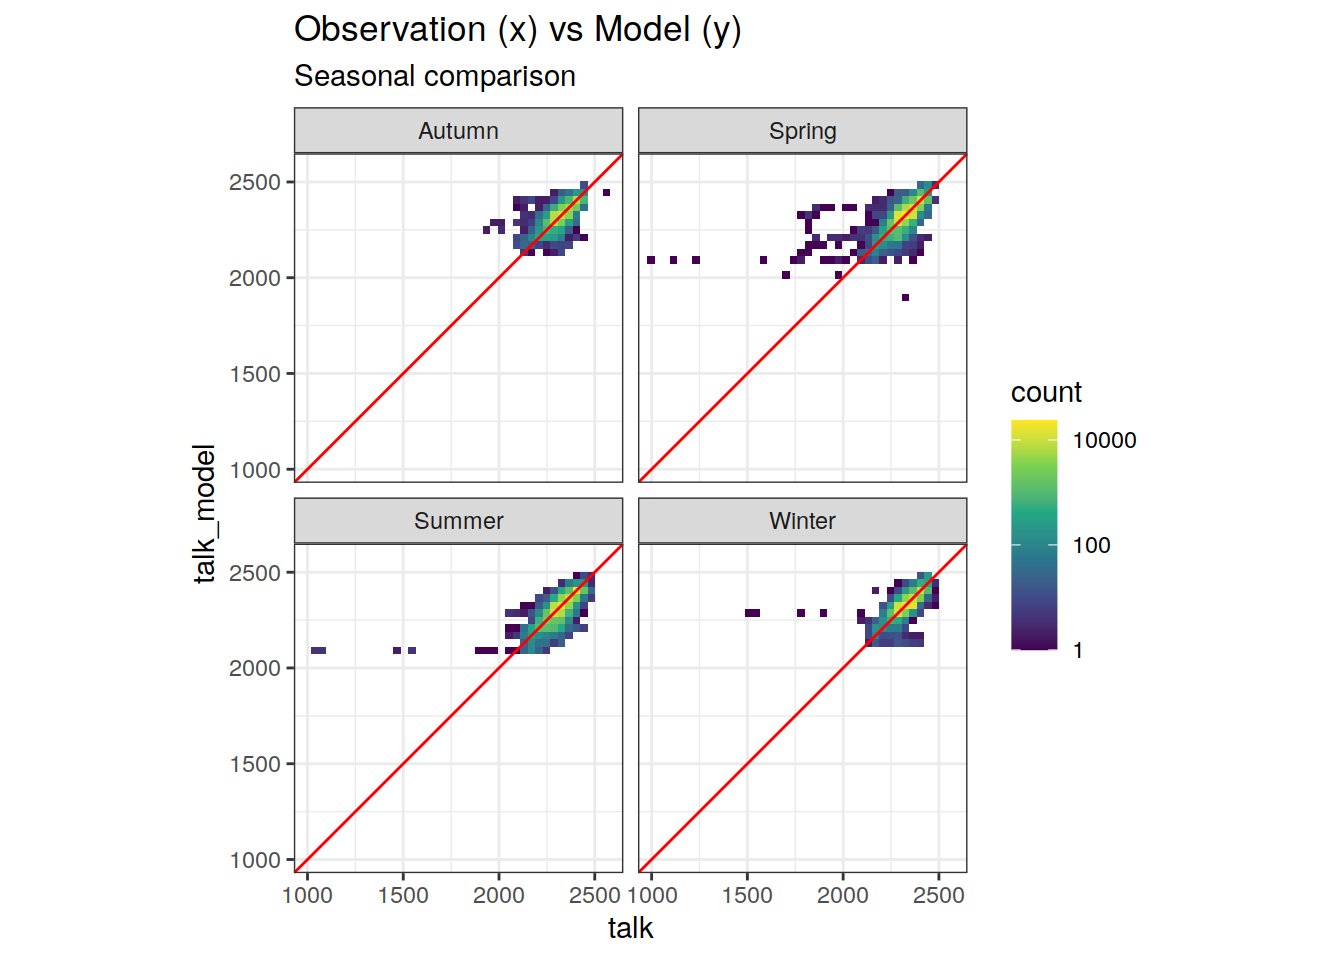 Observation (x) vs Model (y)
Seasonal comparison
Autumn
Spring
2500
2000
1500
1000
Summer
Winter
2500
2000
1500
1000
1000 1500 2000 2500
1000 1500 2000 2500
talk
talk_model
count
10000
100
1